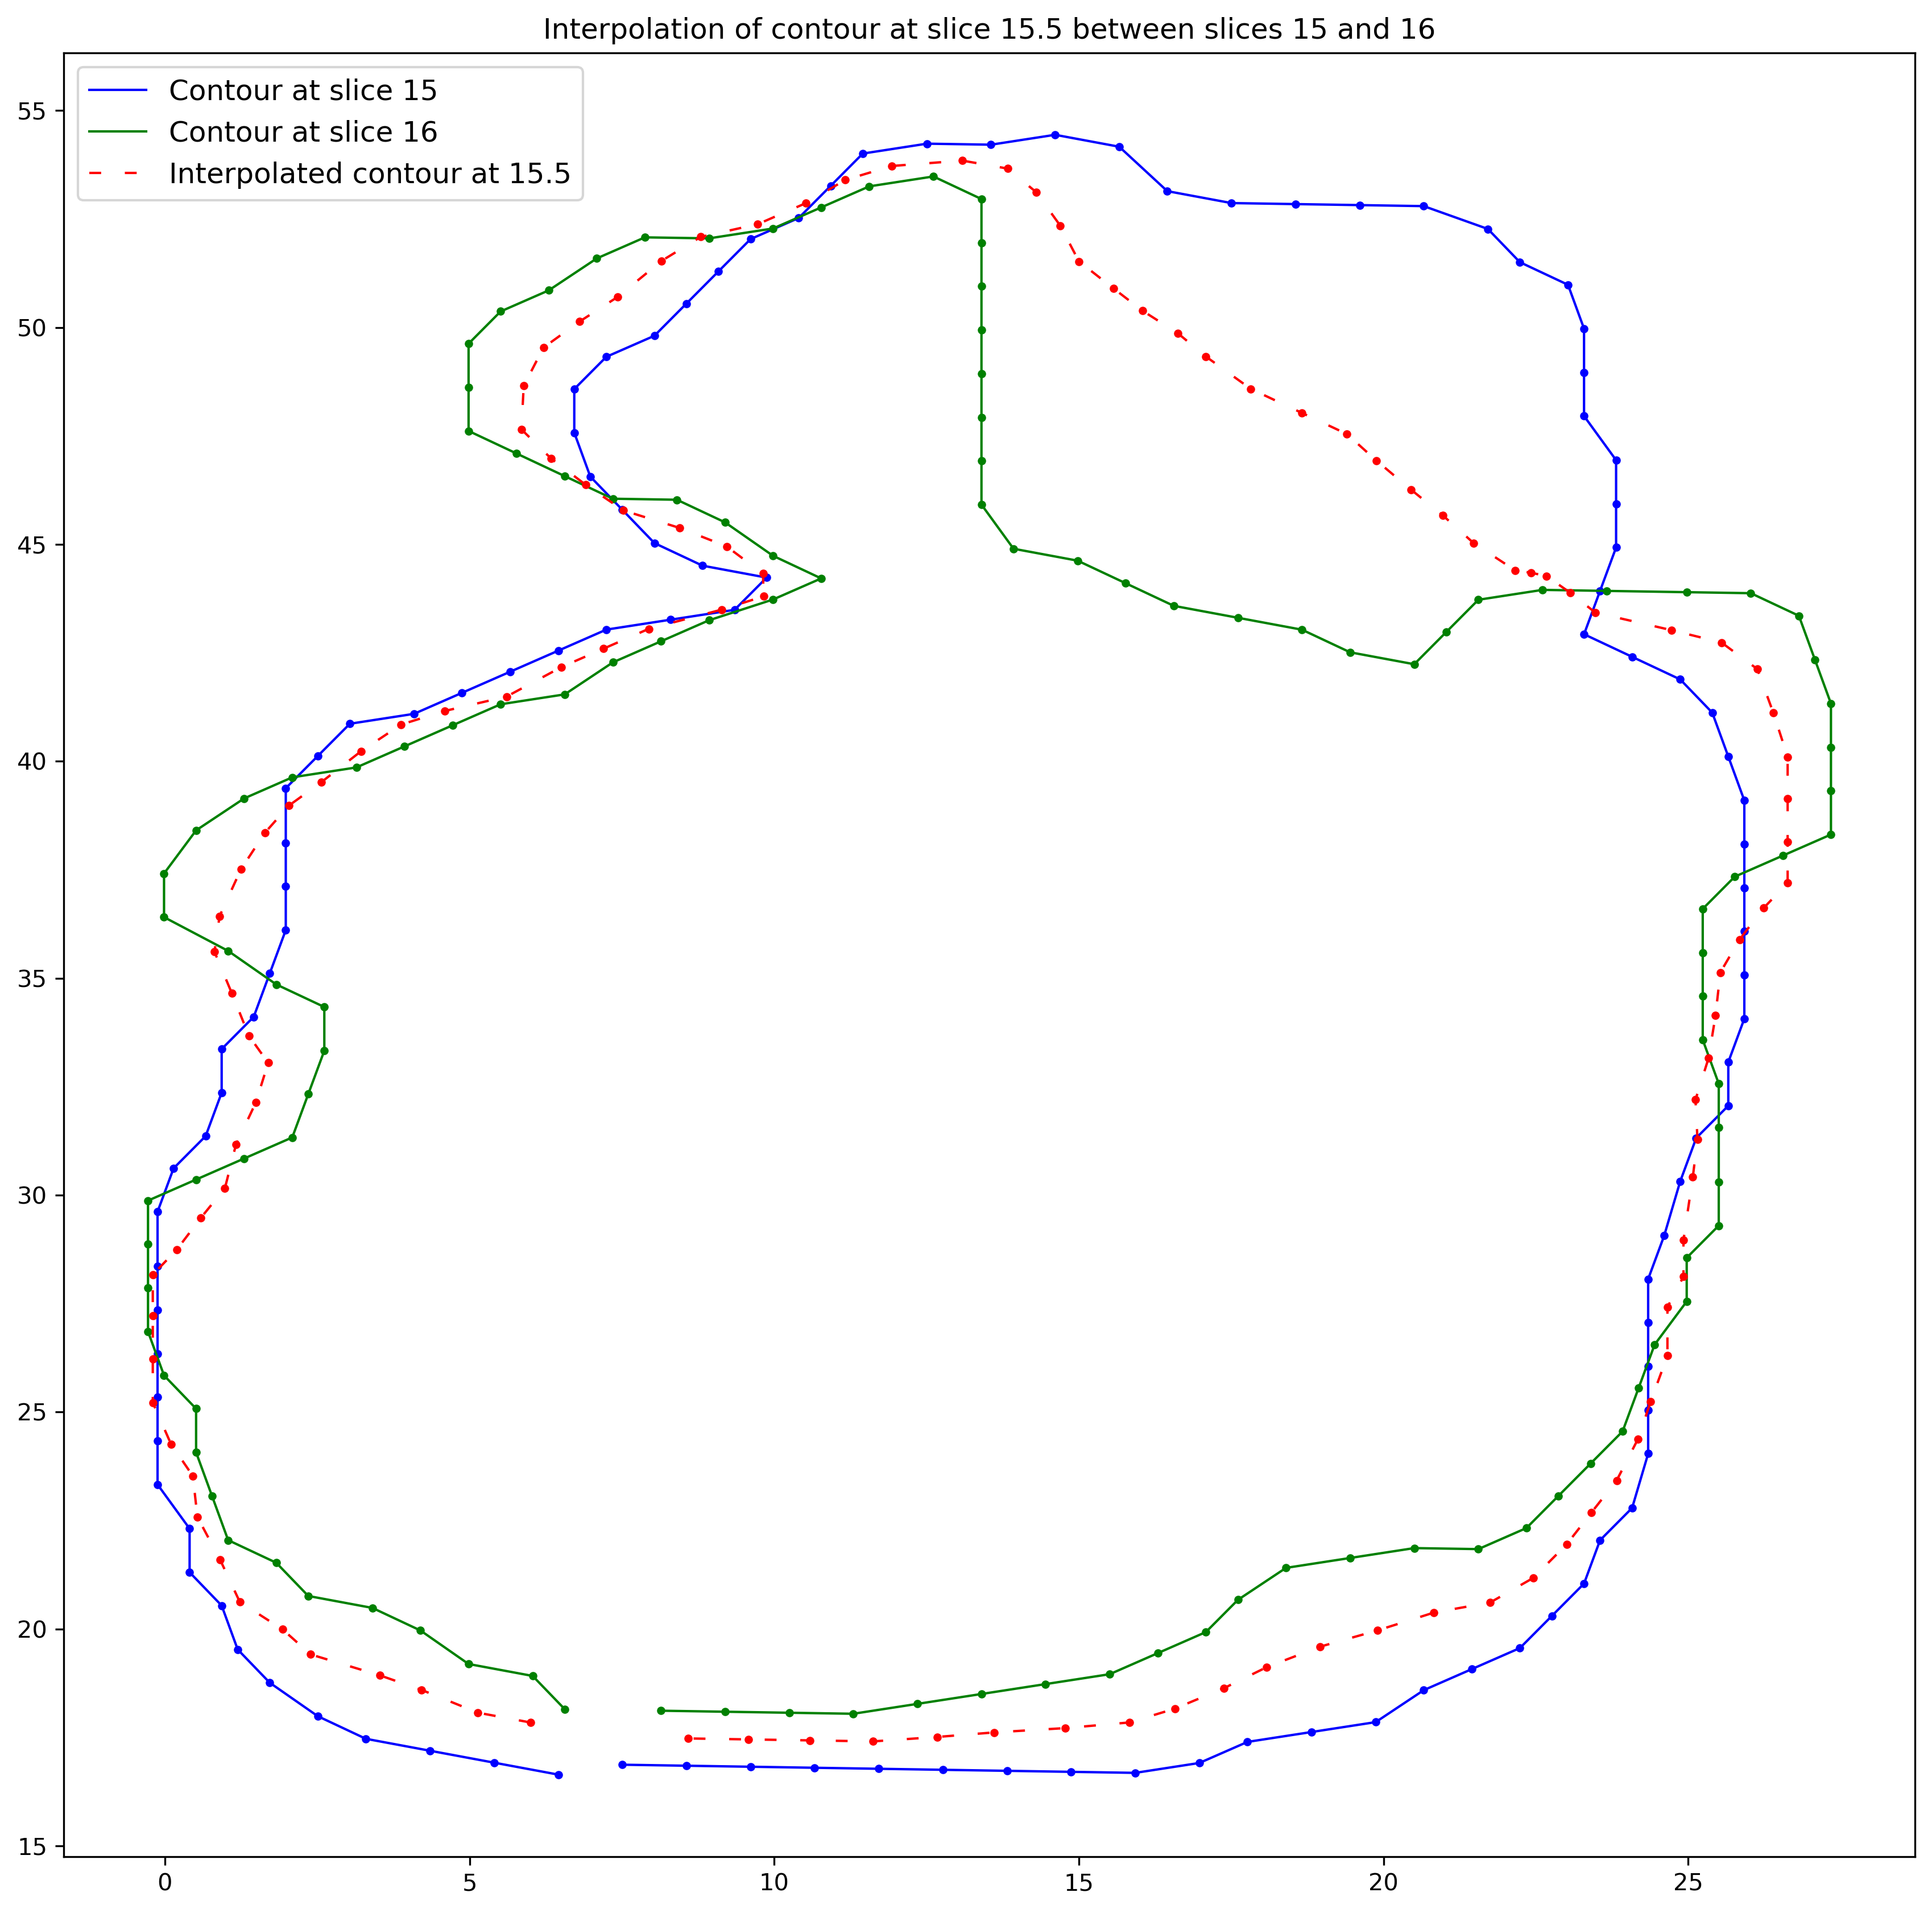 Interpolation of contour at slice 15.5 between slices 15 and 16
Contour at slice 15
Contour at slice 16
Interpolated contour at 15.5
55
50
45
40
35
30
25
20
15
0 5 10 15 20 25